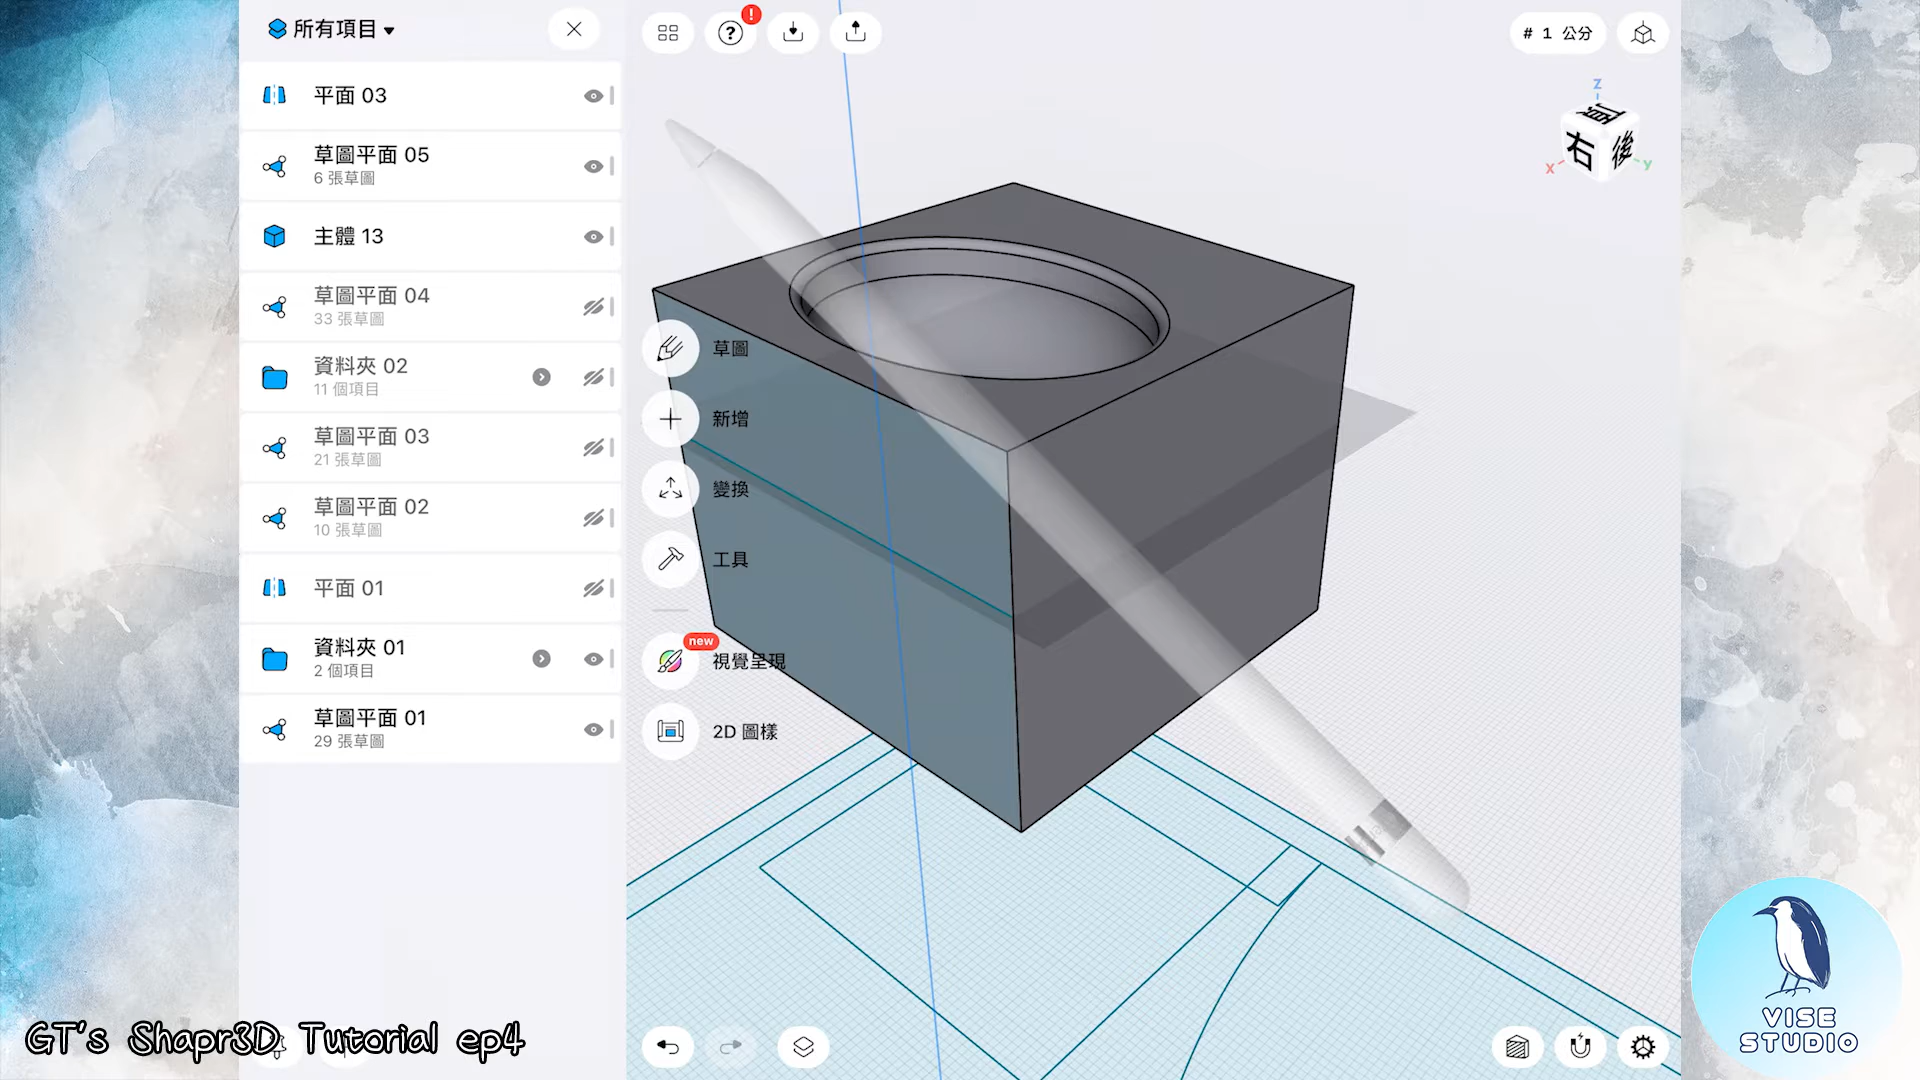 所有項目
平面 03
草圖平面 05
6 張草圖
主體 13
草圖平面 04
33 張草圖
資料夾 02
11 個項目
草圖平面 03
21 張草圖
草圖平面 02
10 張草圖
平面 01
資料夾 01
2 個項目
草圖平面 01
29 張草圖
# 1 公分
Z
右
後
X
Y
草圖
新增
變換
工具
new
視覺呈現
2D 圖樣
GT's Shapr3D Tutorial ep4
VISE
STUDIO